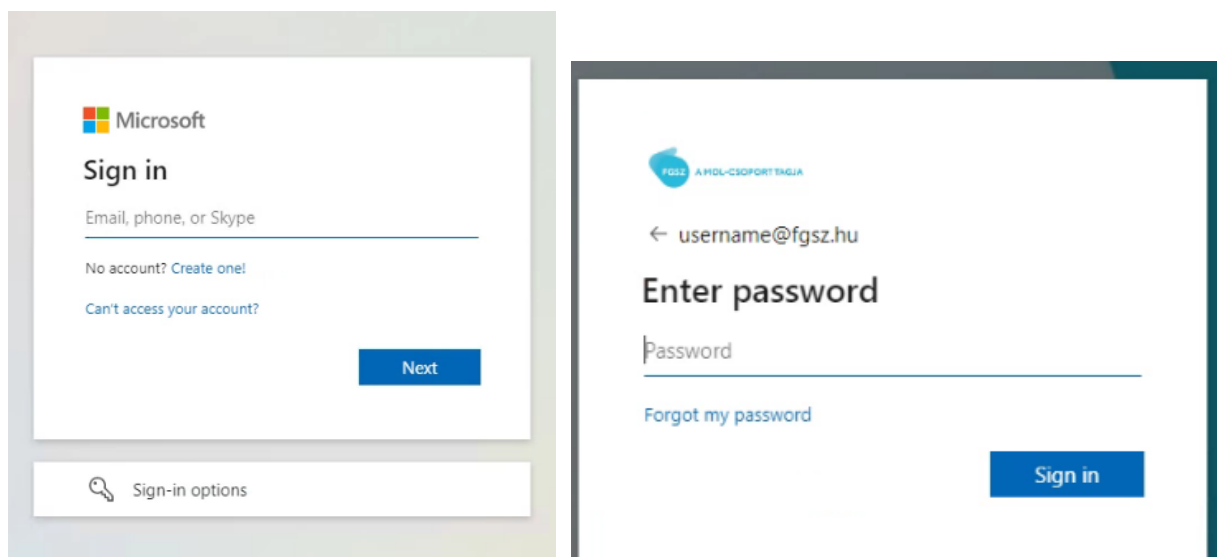 Microsoft
Sign in
Email, phone, or Skype
No account? Create one!
Can't access your account?
Next
Sign-in options
FGSZ A MOL-CSOPORT TAGJA
← username@fgsz.hu
Enter password
Password
Forgot my password
Sign in